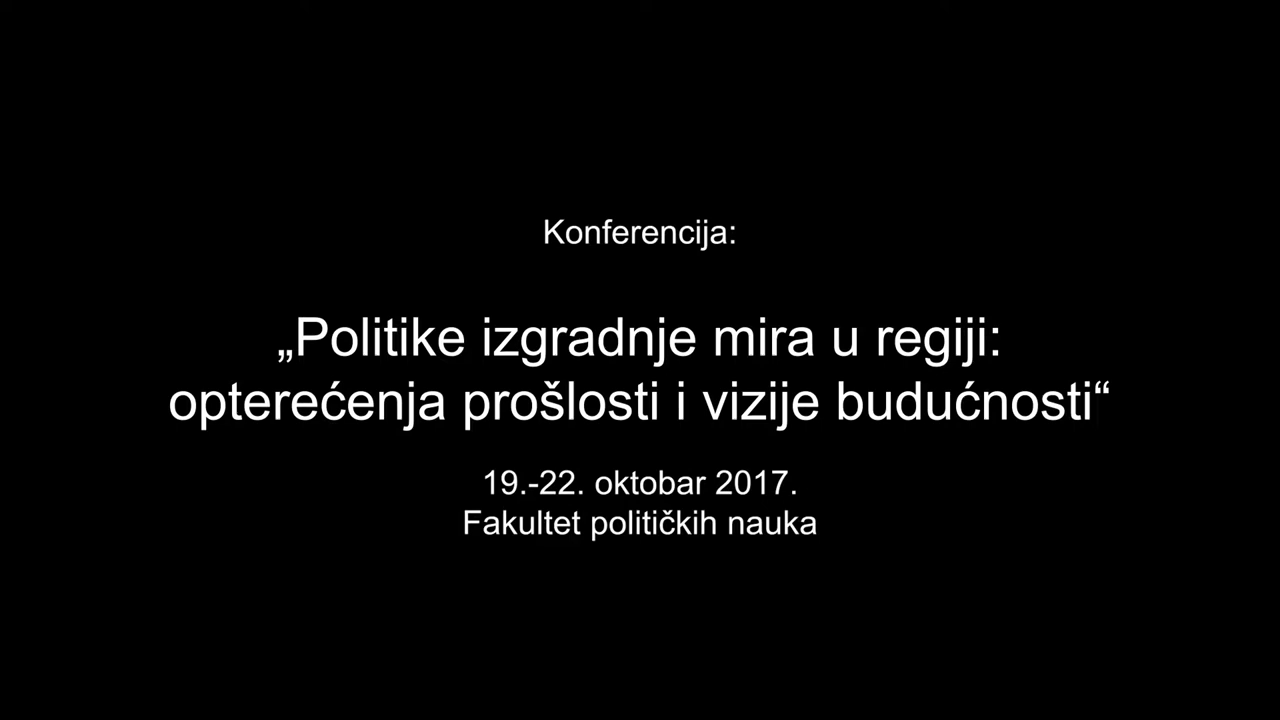 Konferencija:
„Politike izgradnje mira u regiji:
opterećenja prošlosti i vizije budućnosti“
19.-22. oktobar 2017.
Fakultet političkih nauka